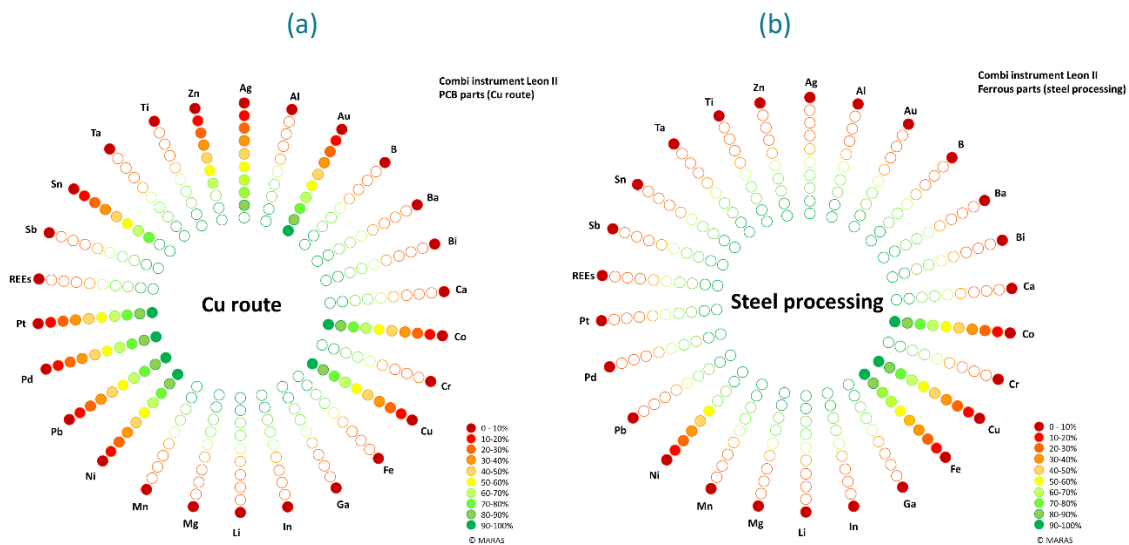 (a)
Combi instrument Leon II
PCB parts (Cu route)
Ag
Al
Au
B
Ba
Bi
Ca
Co
Cr
Cu
Fe
Ga
In
Li
Mg
Mn
Ni
Pb
Pd
Pt
REEs
Sb
Sn
Ta
Ti
Zn
Cu route
0 - 10%
10-20%
20-30%
30-40%
40-50%
50-60%
60-70%
70-80%
80-90%
90-100%
© MARAS
(b)
Combi instrument Leon II
Ferrous parts (steel processing)
Ag
Al
Au
B
Ba
Bi
Ca
Co
Cr
Cu
Fe
Ga
In
Li
Mg
Mn
Ni
Pb
Pd
Pt
REEs
Sb
Sn
Ta
Ti
Zn
Steel processing
0 - 10%
10-20%
20-30%
30-40%
40-50%
50-60%
60-70%
70-80%
80-90%
90-100%
© MARAS